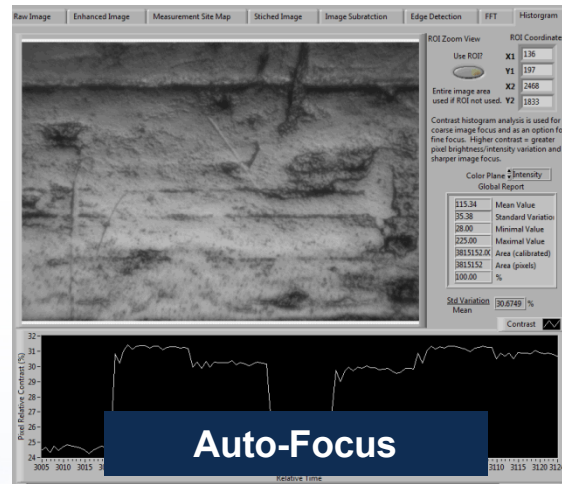 Raw Image Enhanced Image Measurement Site Map Stiched Image Image Subratction Edge Detection FFT Historgram
ROI Zoom View ROI Coordinate
Use ROI? X1 136
Y1 197
Entire image area X2 2468
used if ROI not used. Y2 1833
Contrast histogram analysis is used for
coarse image focus and as an option fo
fine focus. Higher contrast = greater
pixel brightness/intensity variation and
sharper image focus.
Color Plane Intensity
Global Report
115.34 Mean Value
35.38 Standard Variation
28.00 Minimal Value
225.00 Maximal Value
3815152.00 Area (calibrated)
3815152 Area (pixels)
100.00 %
Std Variation
Mean
30.6749 %
Contrast
Pixel Relative Contrast (%)
32
31
30
29
28
27
26
25
24
3005 3010 3015
3110 3115 3120
Auto-Focus
Relative Time